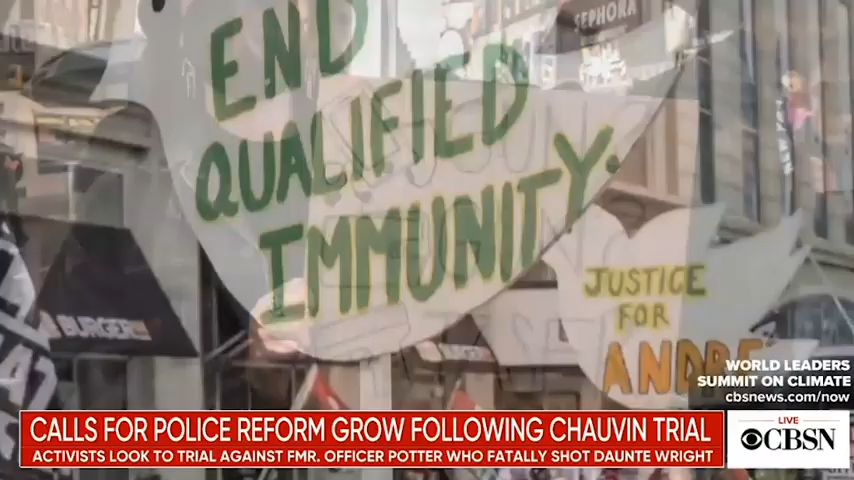 SEPHORA
END
QUALIFIED
IMMUNITY.
JUSTICE
FOR
ANDRE
BURGER
WORLD LEADERS
SUMMIT ON CLIMATE
cbsnews.com/now
CALLS FOR POLICE REFORM GROW FOLLOWING CHAUVIN TRIAL
ACTIVISTS LOOK TO TRIAL AGAINST FMR. OFFICER POTTER WHO FATALLY SHOT DAUNTE WRIGHT
LIVE
CBSN